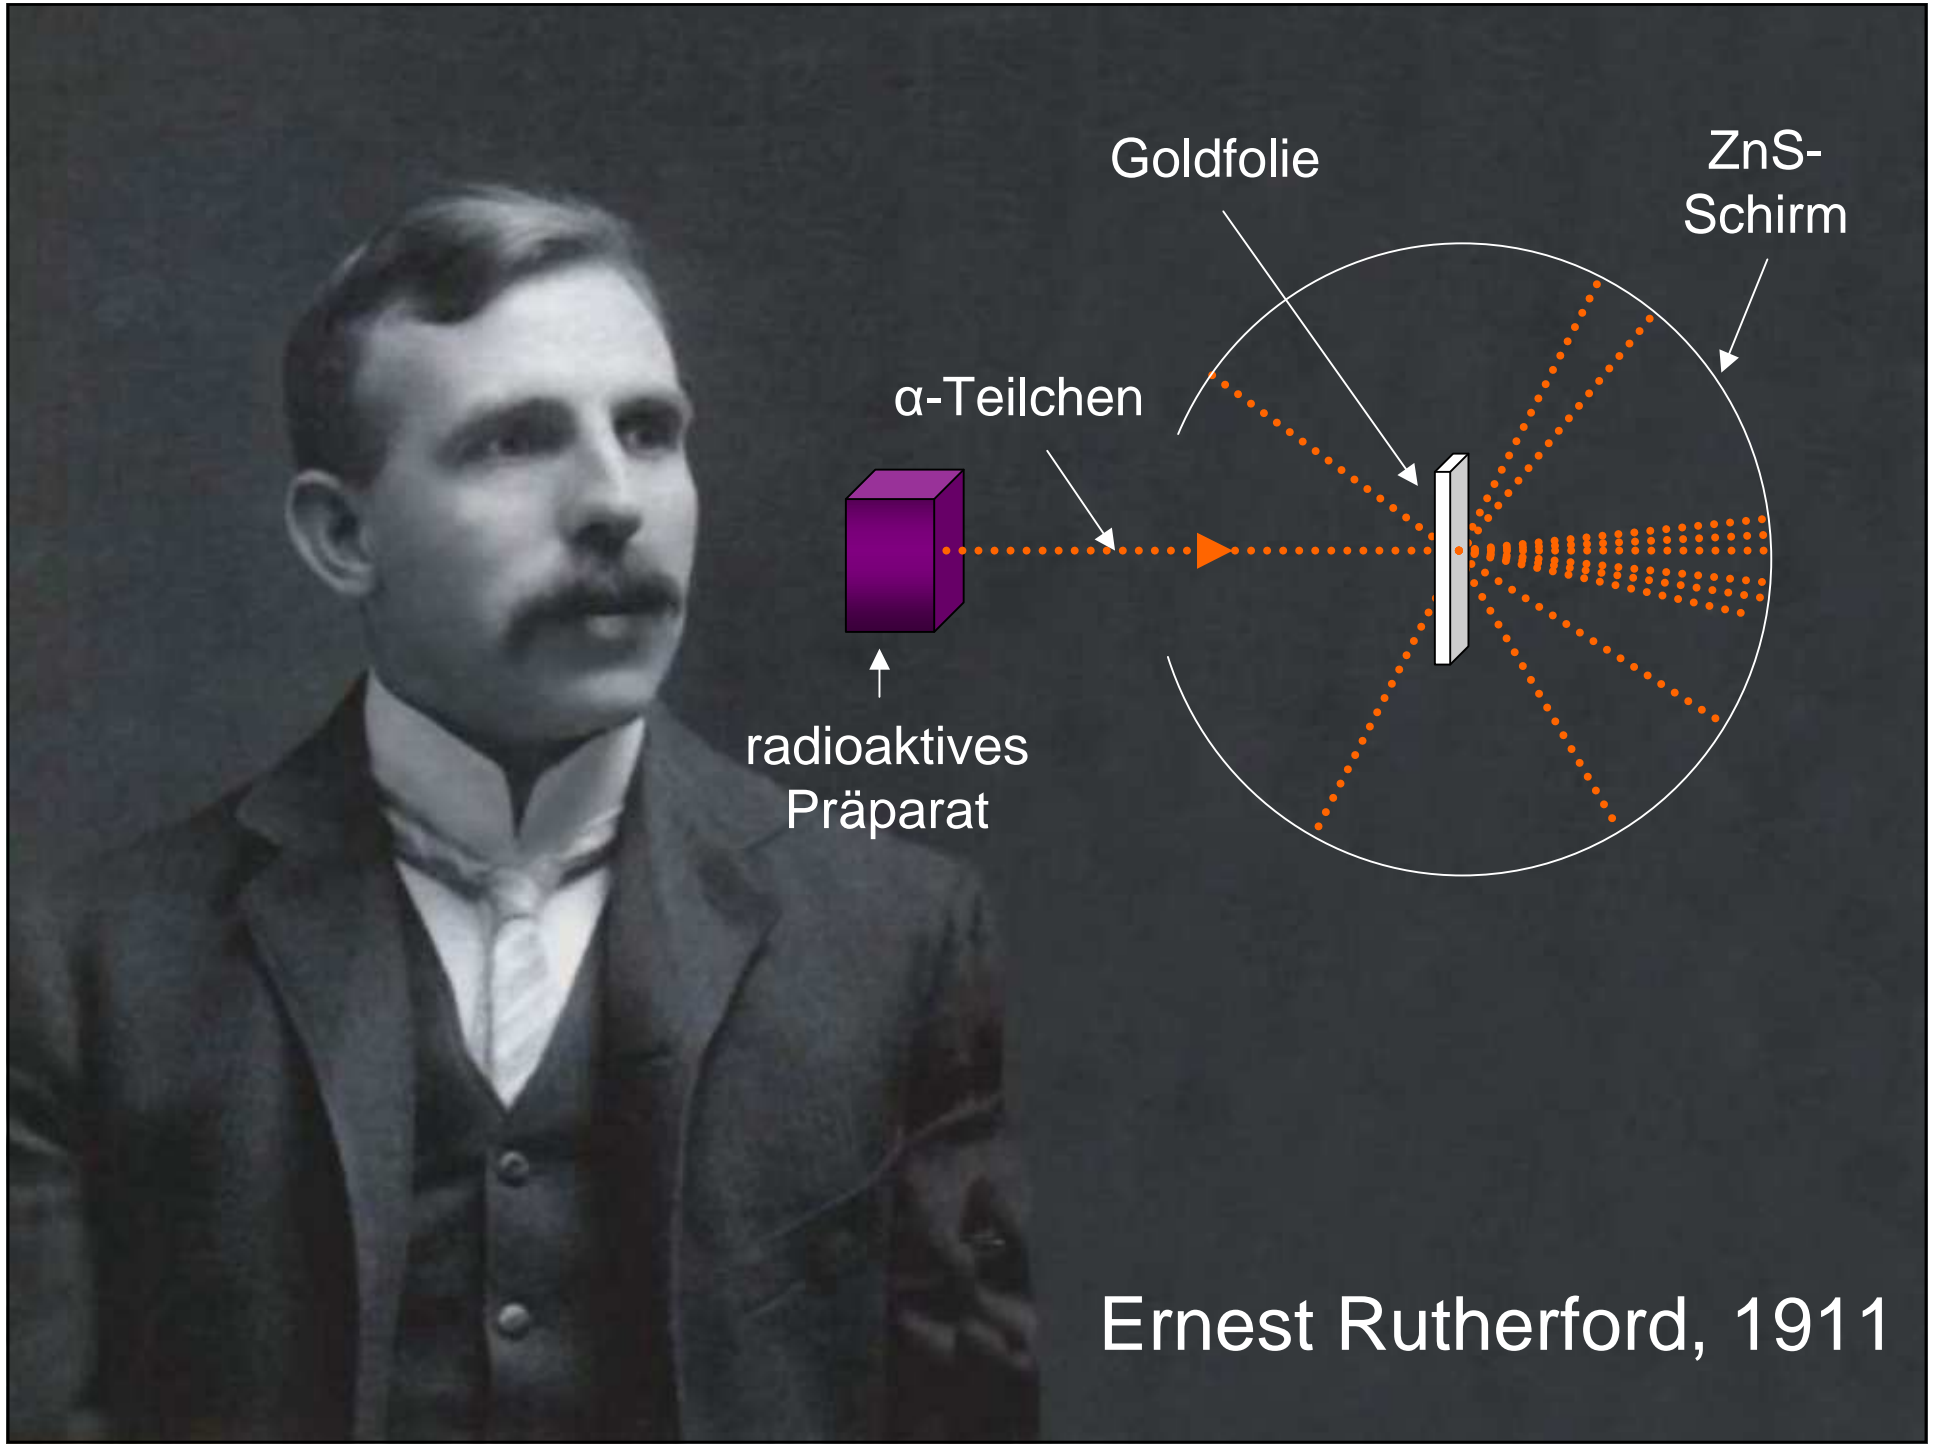 Goldfolie
ZnS-
Schirm
α-Teilchen
radioaktives
Präparat
Ernest Rutherford, 1911